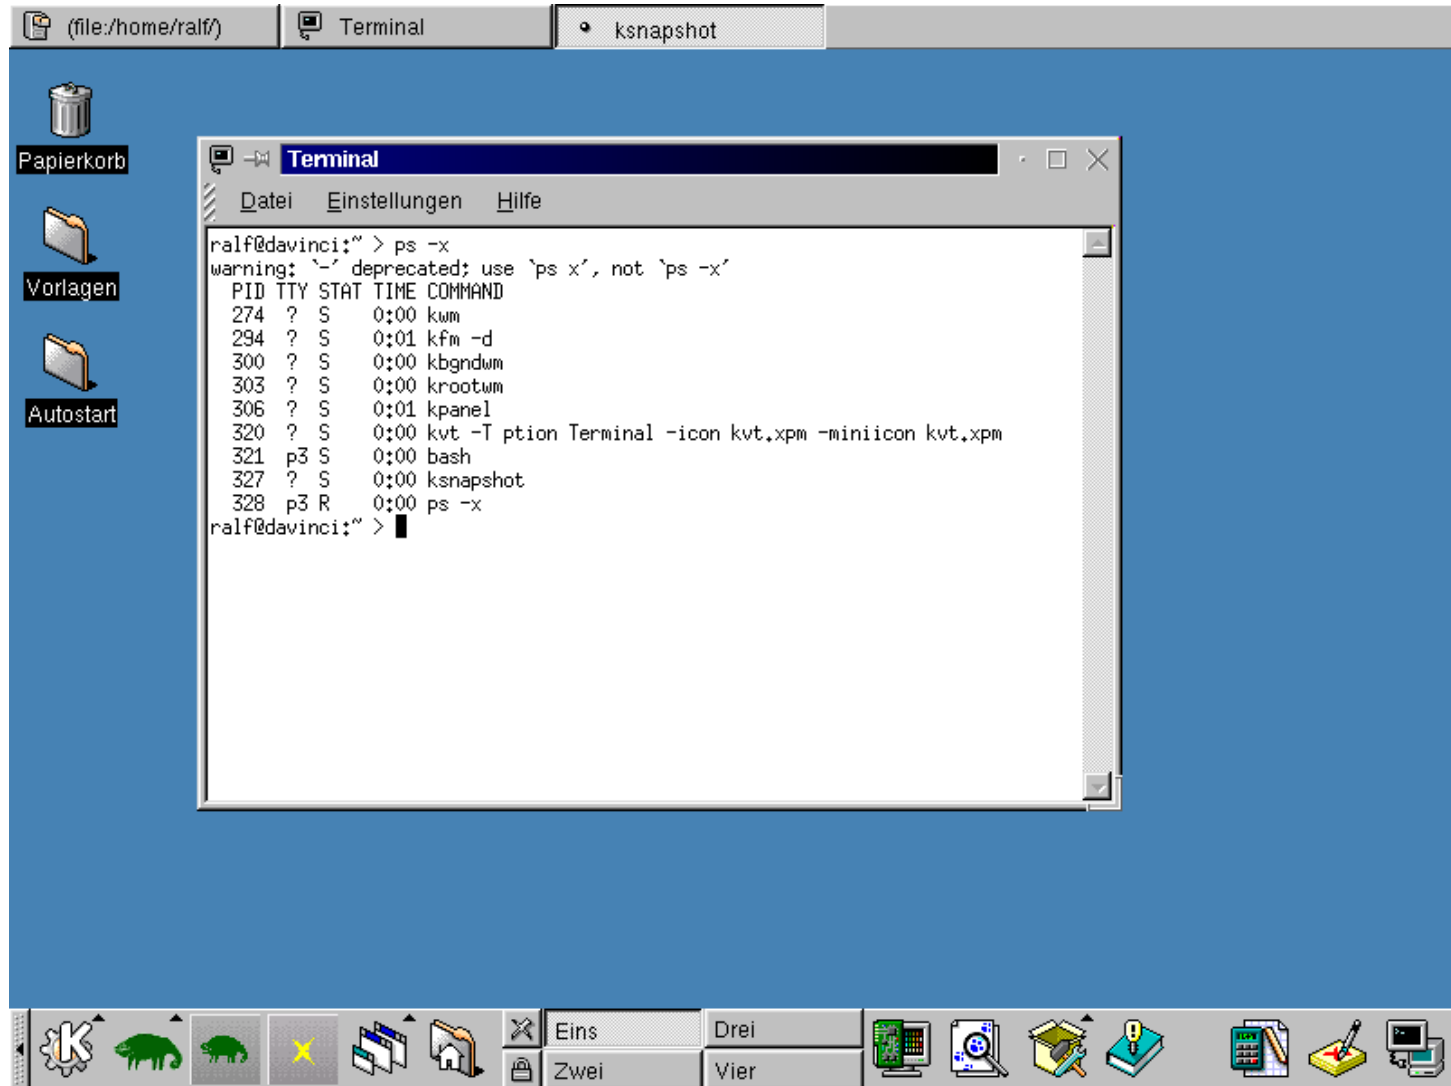 (file:/home/ralf/) Terminal ksnapshot
Papierkorb
Vorlagen
Autostart
Terminal
Datei Einstellungen Hilfe
ralf@davinci:~ > ps -x
warning: `-´ deprecated; use `ps x´, not `ps -x´
PID TTY STAT TIME COMMAND
274 ? S 0:00 kwm
294 ? S 0:01 kfm -d
300 ? S 0:00 kbgndwm
303 ? S 0:00 krootwm
306 ? S 0:01 kpanel
320 ? S 0:00 kvt -T ption Terminal -icon kvt.xpm -miniicon kvt.xpm
321 p3 S 0:00 bash
327 ? S 0:00 ksnapshot
328 p3 R 0:00 ps -x
ralf@davinci:~ >
Eins Drei
Zwei Vier